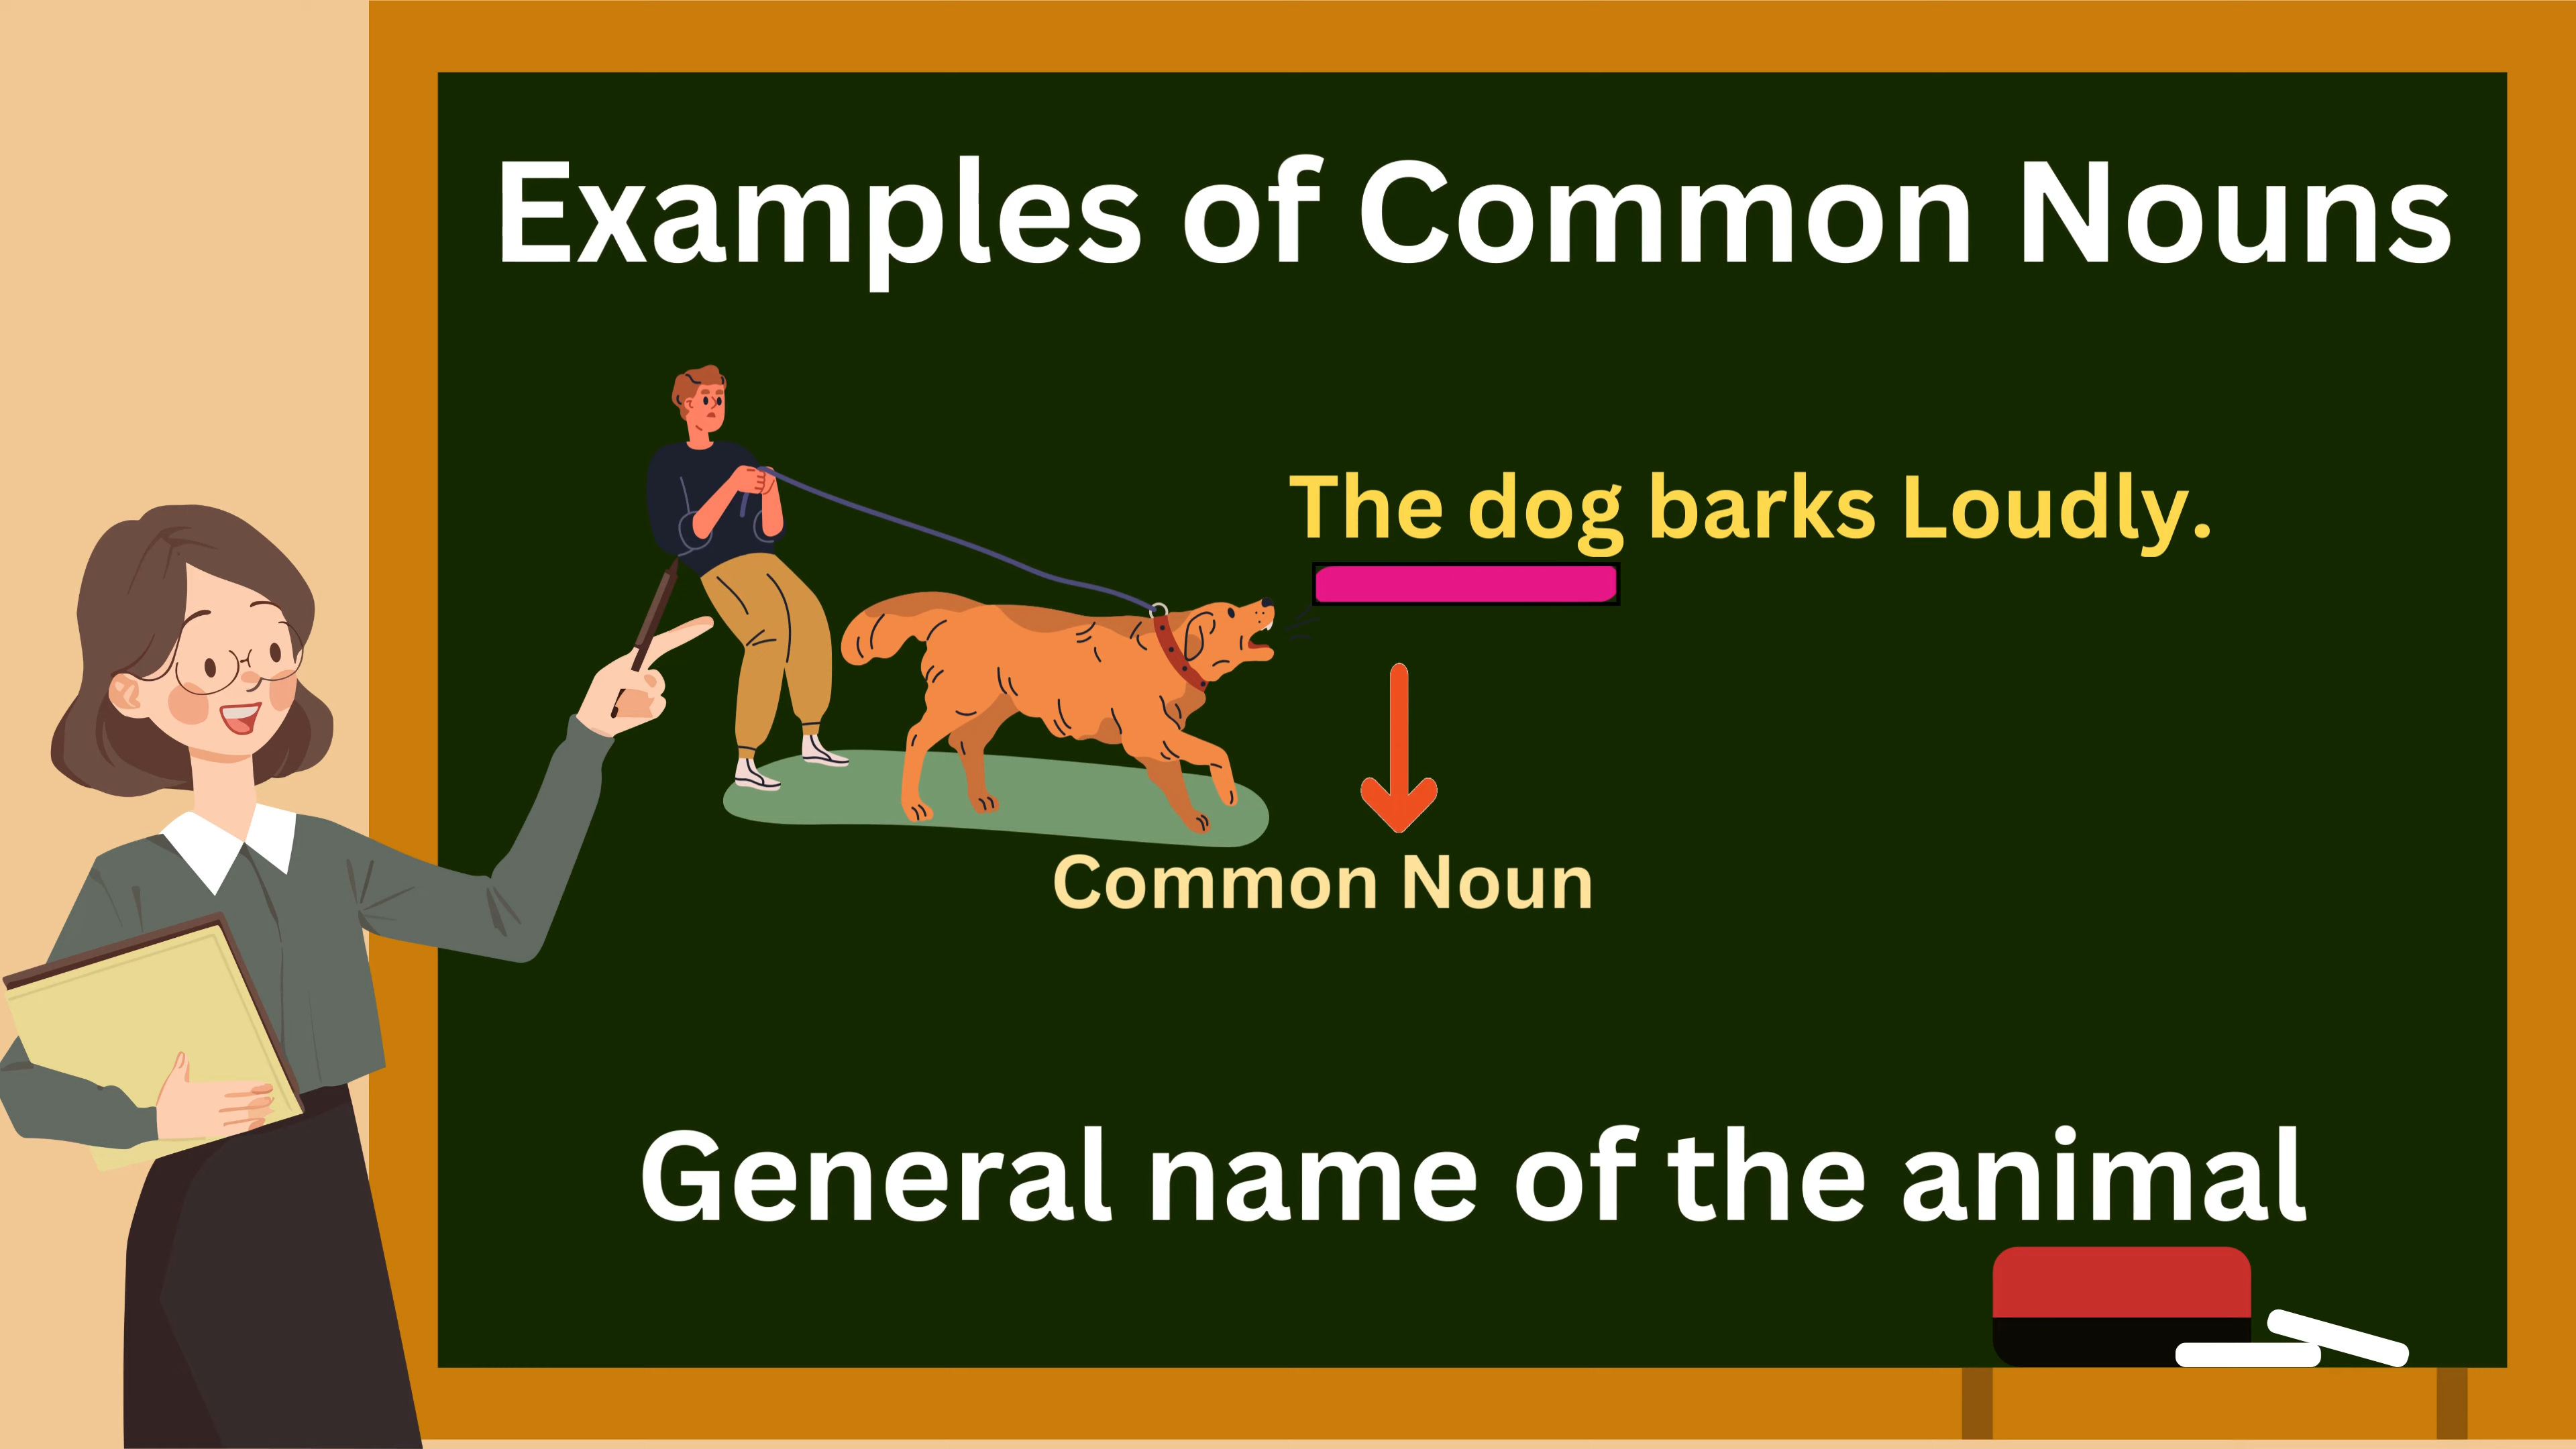 Examples of Common Nouns
The dog barks Loudly.
Common Noun
General name of the animal